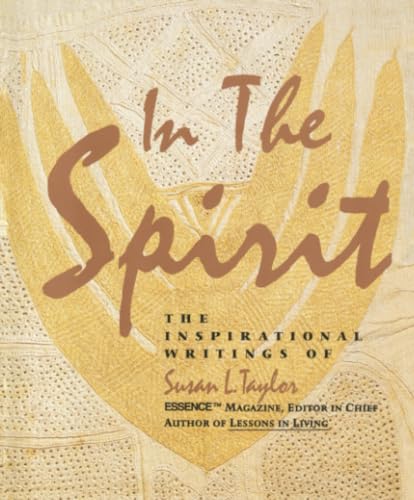 In The
Spirit
THE
INSPIRATIONAL
WRITINGS OF
Susan L. Taylor
ESSENCE™ MAGAZINE, EDITOR IN CHIEF
AUTHOR OF LESSONS IN LIVING